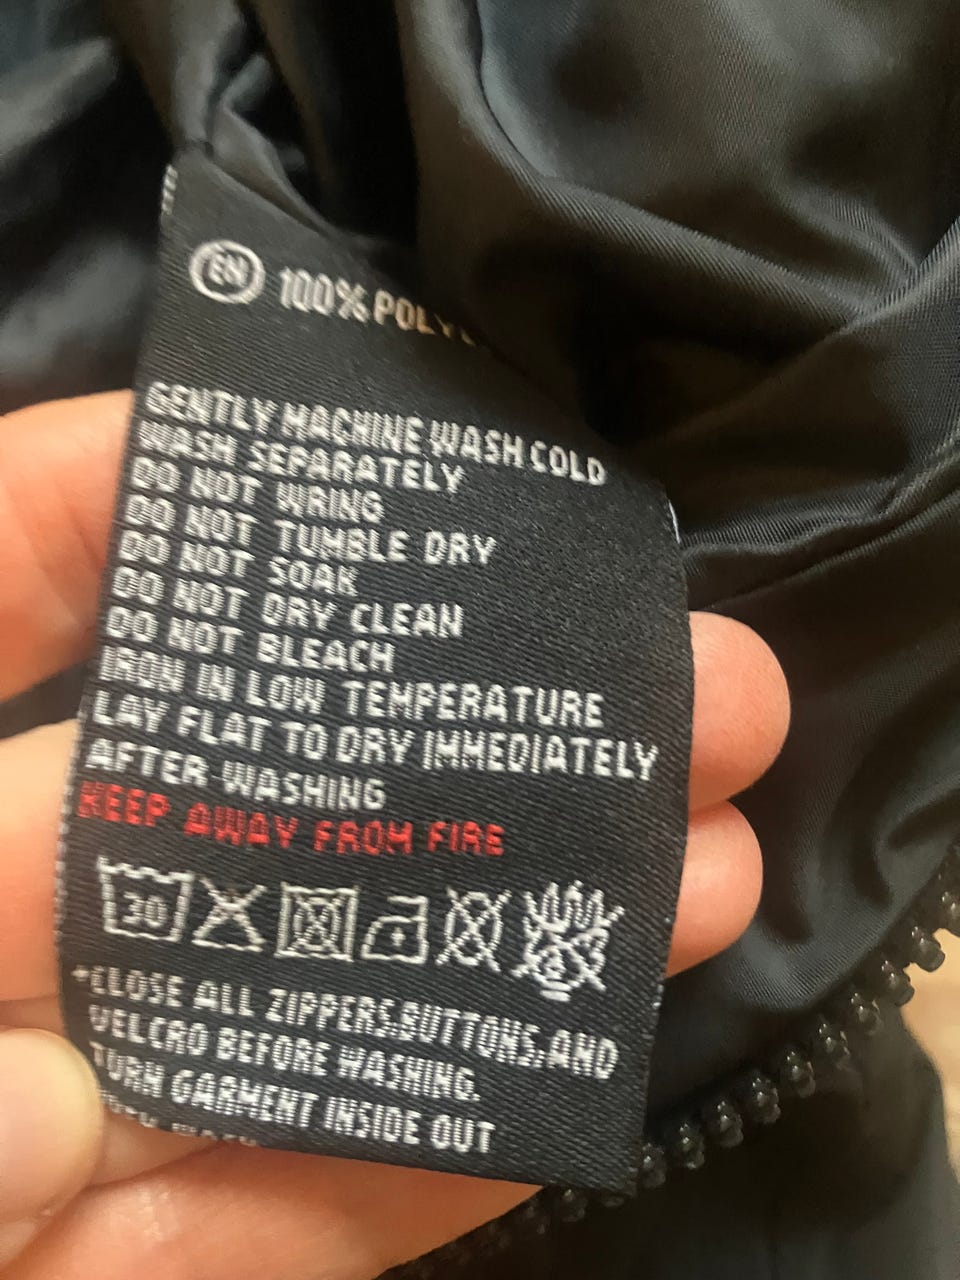 EN 100% POLY
GENTLY MACHINE WASH COLD
WASH SEPARATELY
DO NOT WRING
DO NOT TUMBLE DRY
DO NOT SOAK
DO NOT DRY CLEAN
DO NOT BLEACH
IRON IN LOW TEMPERATURE
LAY FLAT TO DRY IMMEDIATELY
AFTER WASHING
KEEP AWAY FROM FIRE
30
*CLOSE ALL ZIPPERS,BUTTONS,AND
VELCRO BEFORE WASHING.
TURN GARMENT INSIDE OUT